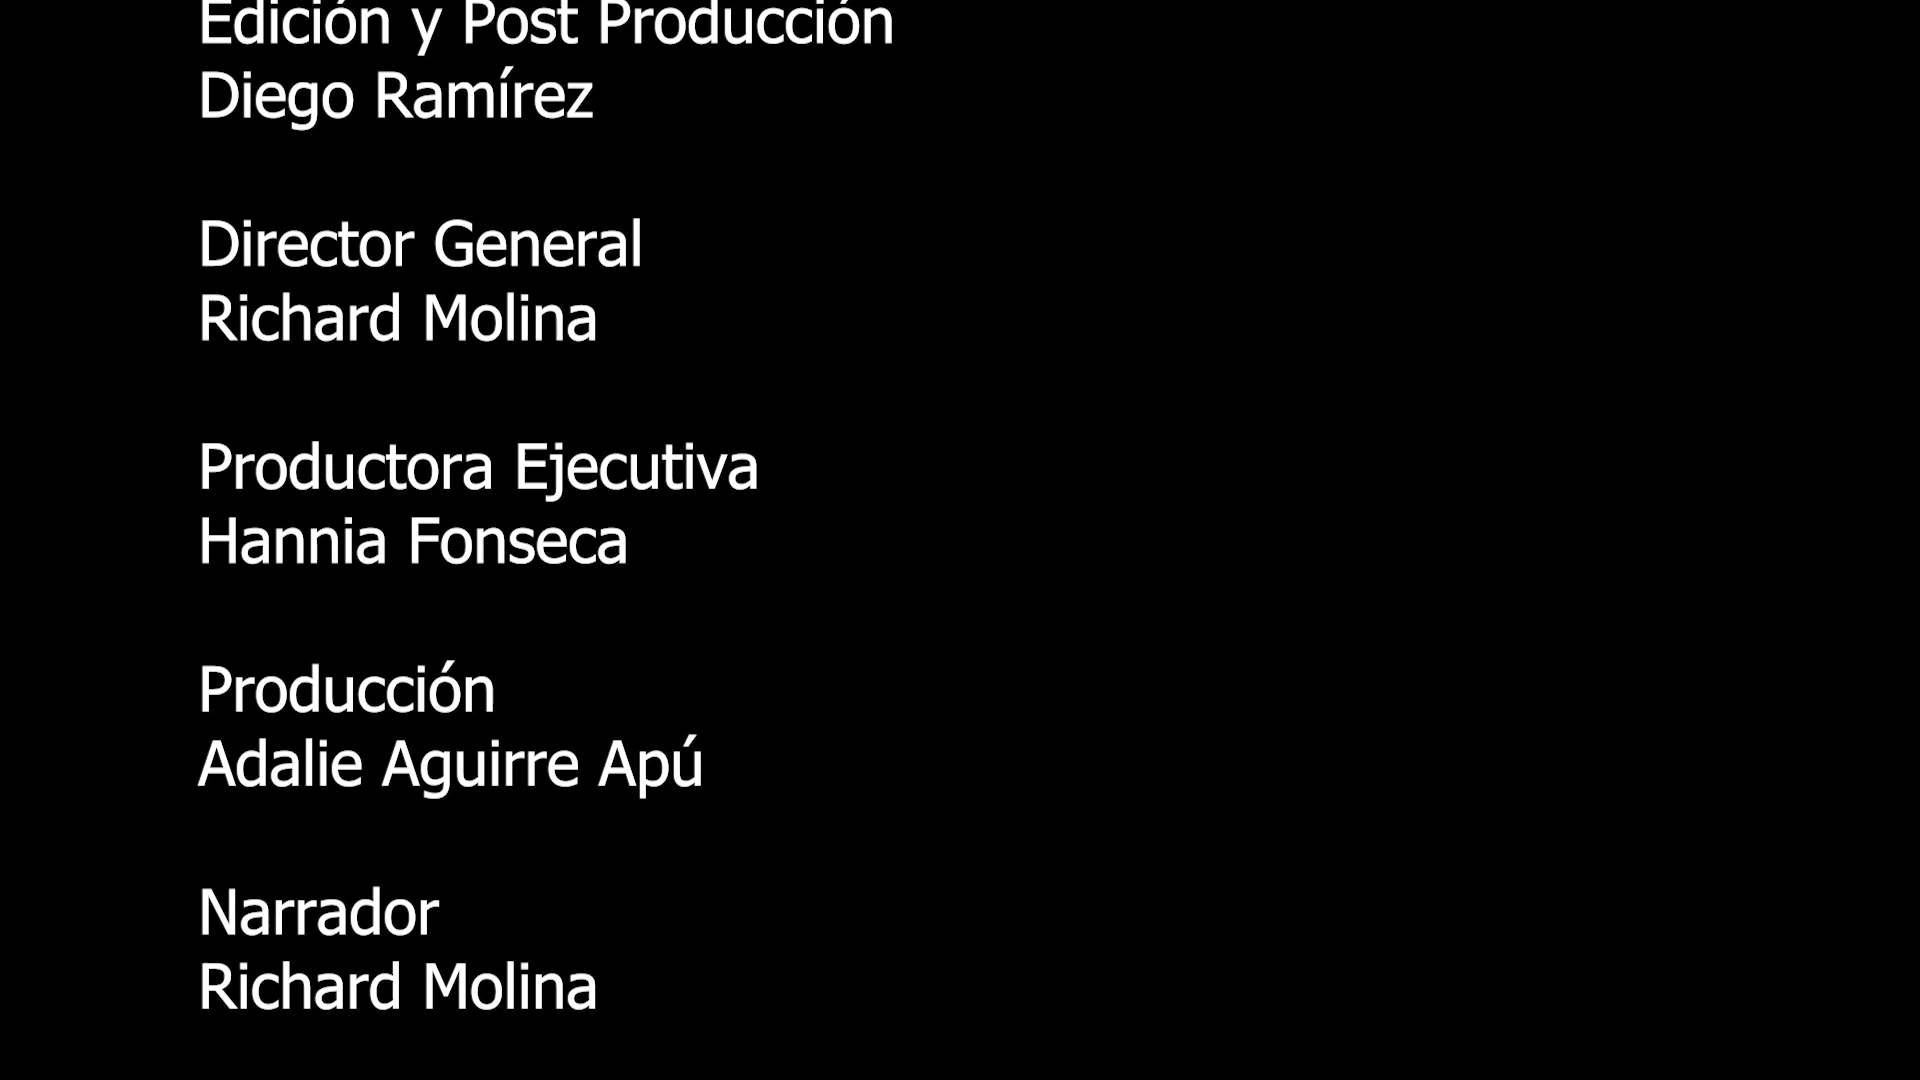 Edición y Post Producción
Diego Ramírez
Director General
Richard Molina
Productora Ejecutiva
Hannia Fonseca
Producción
Adalie Aguirre Apú
Narrador
Richard Molina